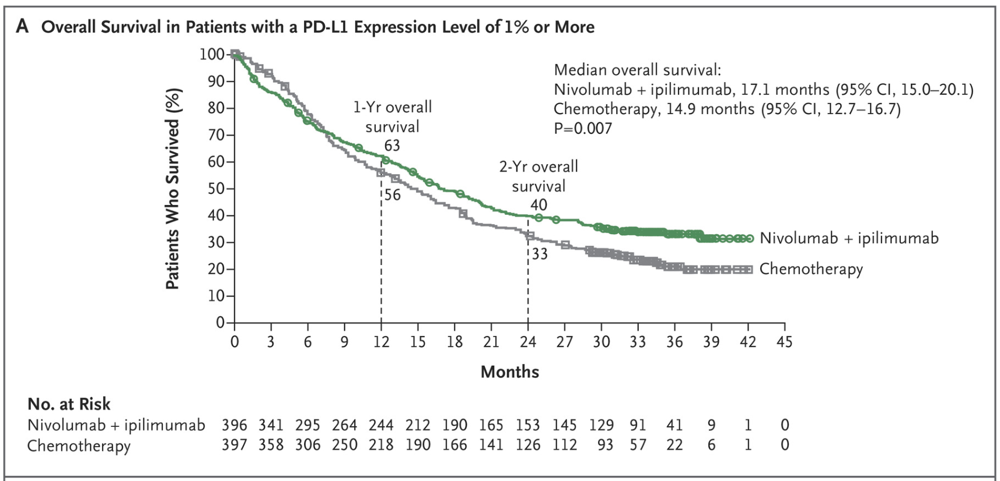 A Overall Survival in Patients with a PD-L1 Expression Level of 1% or More
Patients Who Survived (%)
100
90
80
70
60
50
40
30
20
10
0
1-Yr overall
survival
63
56
2-Yr overall
survival
40
33
Median overall survival:
Nivolumab + ipilimumab, 17.1 months (95% CI, 15.0–20.1)
Chemotherapy, 14.9 months (95% CI, 12.7–16.7)
P=0.007
Nivolumab + ipilimumab
Chemotherapy
0 3 6 9 12 15 18 21 24 27 30 33 36 39 42 45
Months
No. at Risk
Nivolumab + ipilimumab 396 341 295 264 244 212 190 165 153 145 129 91 41 9 1 0
Chemotherapy 397 358 306 250 218 190 166 141 126 112 93 57 22 6 1 0